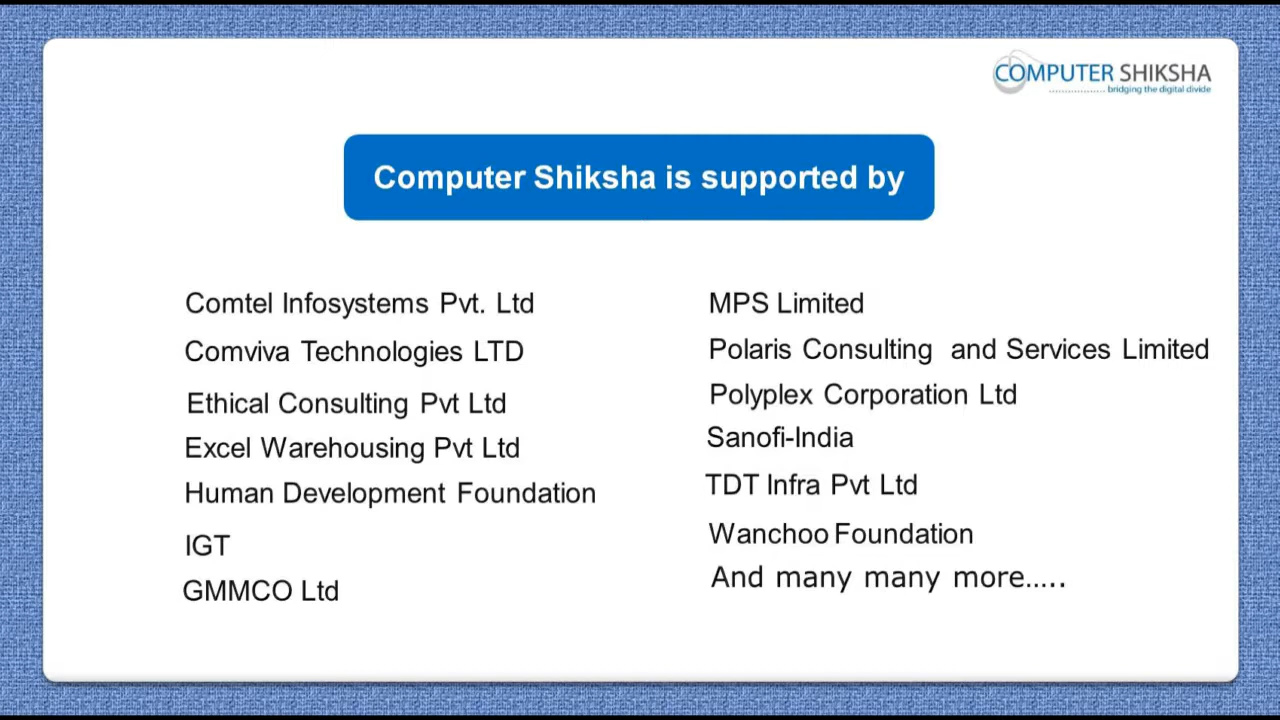 COMPUTER SHIKSHA
bridging the digital divide
Computer Shiksha is supported by
Comtel Infosystems Pvt. Ltd
Comviva Technologies LTD
Ethical Consulting Pvt Ltd
Excel Warehousing Pvt Ltd
Human Development Foundation
IGT
GMMCO Ltd
MPS Limited
Polaris Consulting and Services Limited
Polyplex Corporation Ltd
Sanofi-India
TDT Infra Pvt Ltd
Wanchoo Foundation
And many many more.....